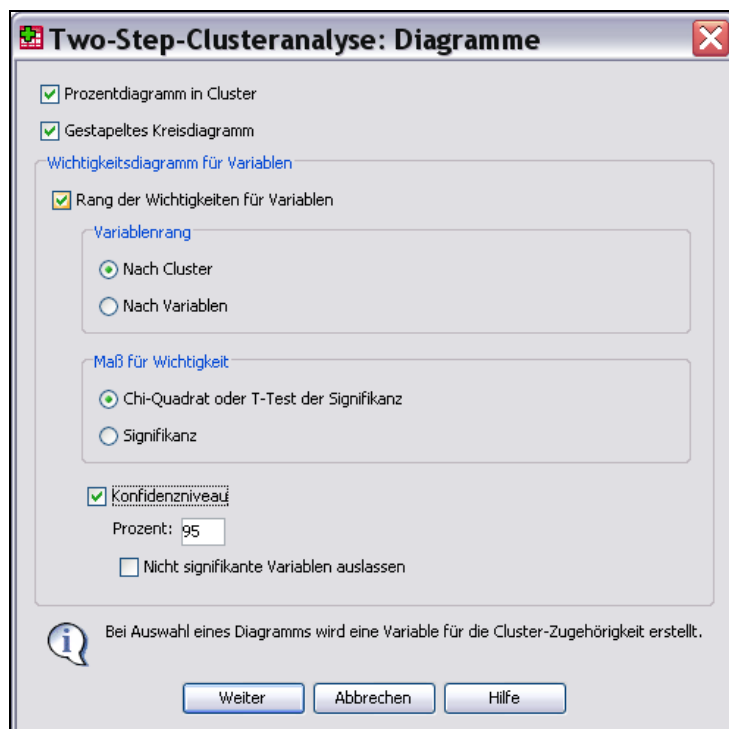 Two-Step-Clusteranalyse: Diagramme
Prozentdiagramm in Cluster
Gestapeltes Kreisdiagramm
Wichtigkeitsdiagramm für Variablen
Rang der Wichtigkeiten für Variablen
Variablenrang
Nach Cluster
Nach Variablen
Maß für Wichtigkeit
Chi-Quadrat oder T-Test der Signifikanz
Signifikanz
Konfidenzniveau
Prozent: 95
Nicht signifikante Variablen auslassen
Bei Auswahl eines Diagramms wird eine Variable für die Cluster-Zugehörigkeit erstellt.
Weiter Abbrechen Hilfe